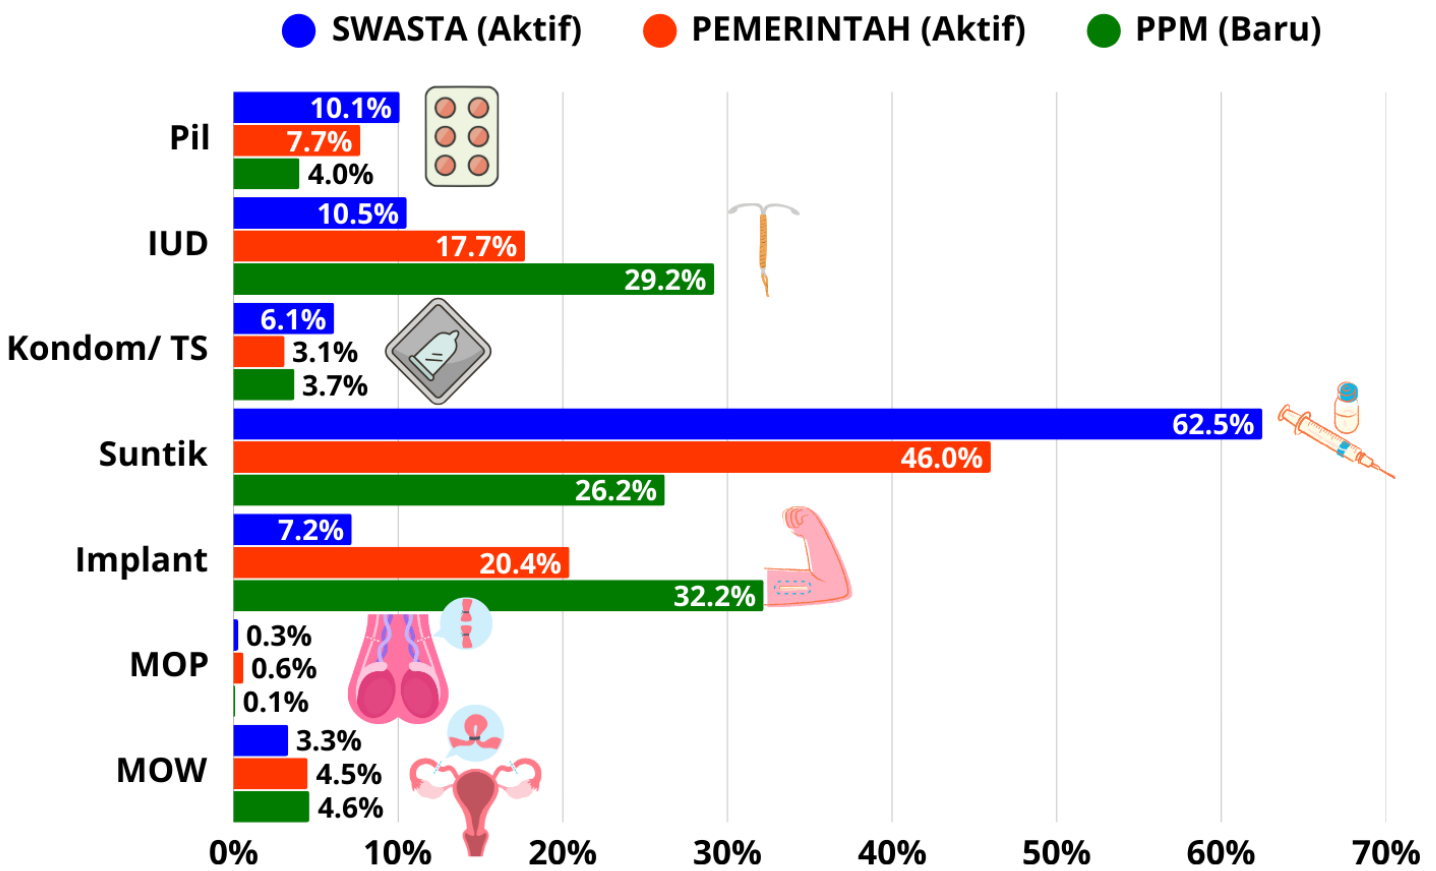 SWASTA (Aktif) PEMERINTAH (Aktif) PPM (Baru)
Pil
10.1%
7.7%
4.0%
IUD
10.5%
17.7%
29.2%
Kondom/ TS
6.1%
3.1%
3.7%
Suntik
62.5%
46.0%
26.2%
Implant
7.2%
20.4%
32.2%
MOP
0.3%
0.6%
0.1%
MOW
3.3%
4.5%
4.6%
0% 10% 20% 30% 40% 50% 60% 70%